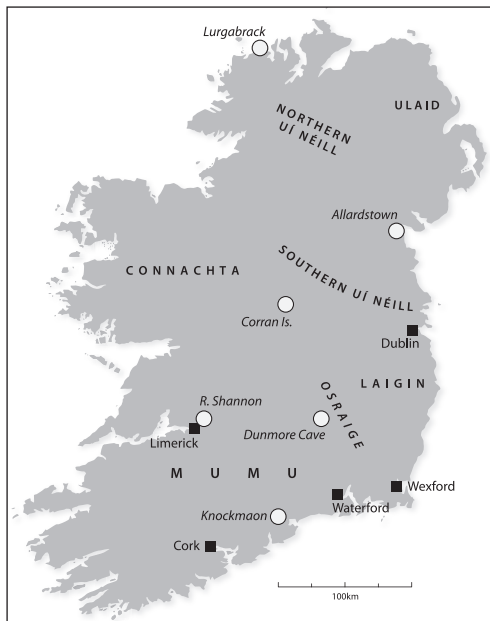 Lurgabrack
ULAID
NORTHERN
UÍ NÉILL
Allardstown
CONNACHTA
SOUTHERN UÍ NÉILL
Corran Is.
Dublin
LAIGIN
OSRAIGE
R. Shannon
Limerick
Dunmore Cave
MUMU
Wexford
Waterford
Knockmaon
Cork
100km